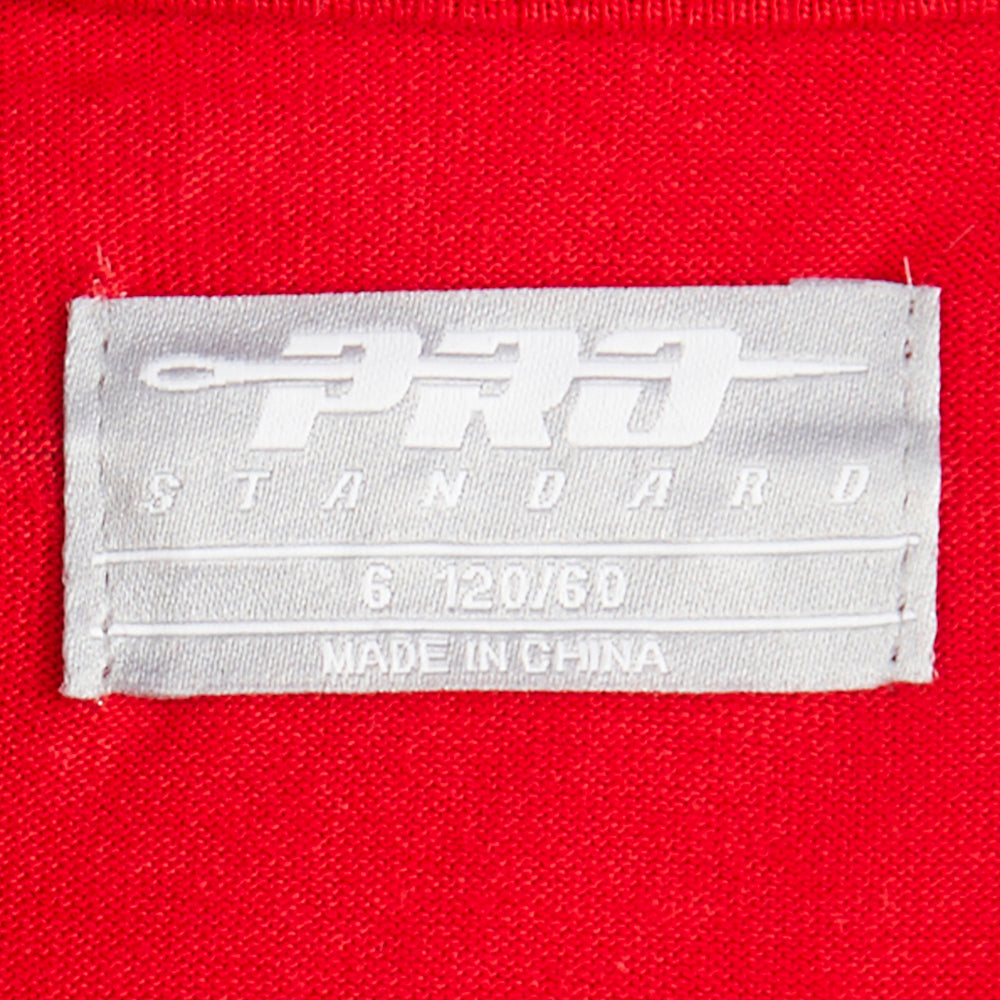 PRO
STANDARD
6 120/60
MADE IN CHINA